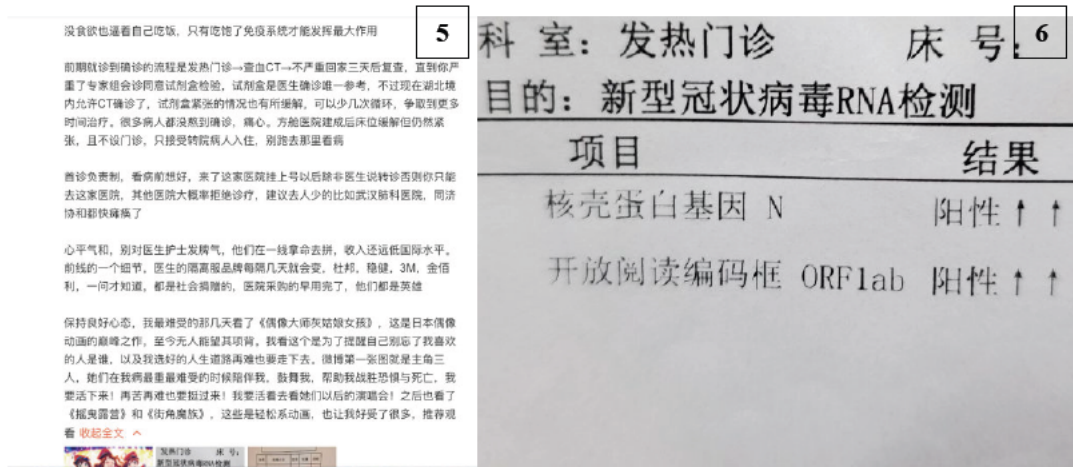 没食欲也逼着自己吃饭，只有吃饱了免疫系统才能发挥最大作用
5
前期就诊到确诊的流程是发热门诊→查血CT→不严重回家三天后复查，直到你严
重了专家组会诊同意试剂盒检验，试剂盒是医生确诊唯一参考，不过现在湖北境
内允许CT确诊了，试剂盒紧张的情况也有所缓解，可以少几次循环，争取到更多
时间治疗。很多病人都没熬到确诊，痛心。方舱医院建成后床位缓解但仍然紧
张，且不设门诊，只接受转院病人入住，别跑去那里看病
首诊负责制，看病前想好，来了这家医院挂上号以后除非医生说转诊否则你只能
去这家医院，其他医院大概率拒绝诊疗，建议去人少的比如武汉肺科医院，同济
协和都快瘫痪了
心平气和，别对医生护士发脾气，他们在一线拿命去拼，收入还远低国际水平。
前线的一个细节，医生的隔离服品牌每隔几天就会变，杜邦，稳健，3M，金佰
利，一问才知道，都是社会捐赠的，医院采购的早用完了，他们都是英雄
保持良好心态，我最难受的那几天看了《偶像大师灰姑娘女孩》，这是日本偶像
动画的巅峰之作，至今无人能望其项背，我看这个是为了提醒自己别忘了我喜欢
的人是谁，以及我选好的人生道路再难也要走下去，微博第一张图就是主角三
人，她们在我病最重最难受的时候陪伴我，鼓舞我，帮助我战胜恐惧与死亡，我
要活下来！再苦再难也要挺过来！我要活着去看她们以后的演唱会！之后也看了
《摇曳露营》和《街角魔族》，这些是轻松系动画，也让我好受了很多，推荐观
看 收起全文
发热门诊 床 号:
新型冠状病毒RNA检测
科 室: 发热门诊 床 号:
6
目的: 新型冠状病毒RNA检测
项目 结果
核壳蛋白基因 N 阳性↑ ↑
开放阅读编码框 ORF1ab 阳性↑ ↑